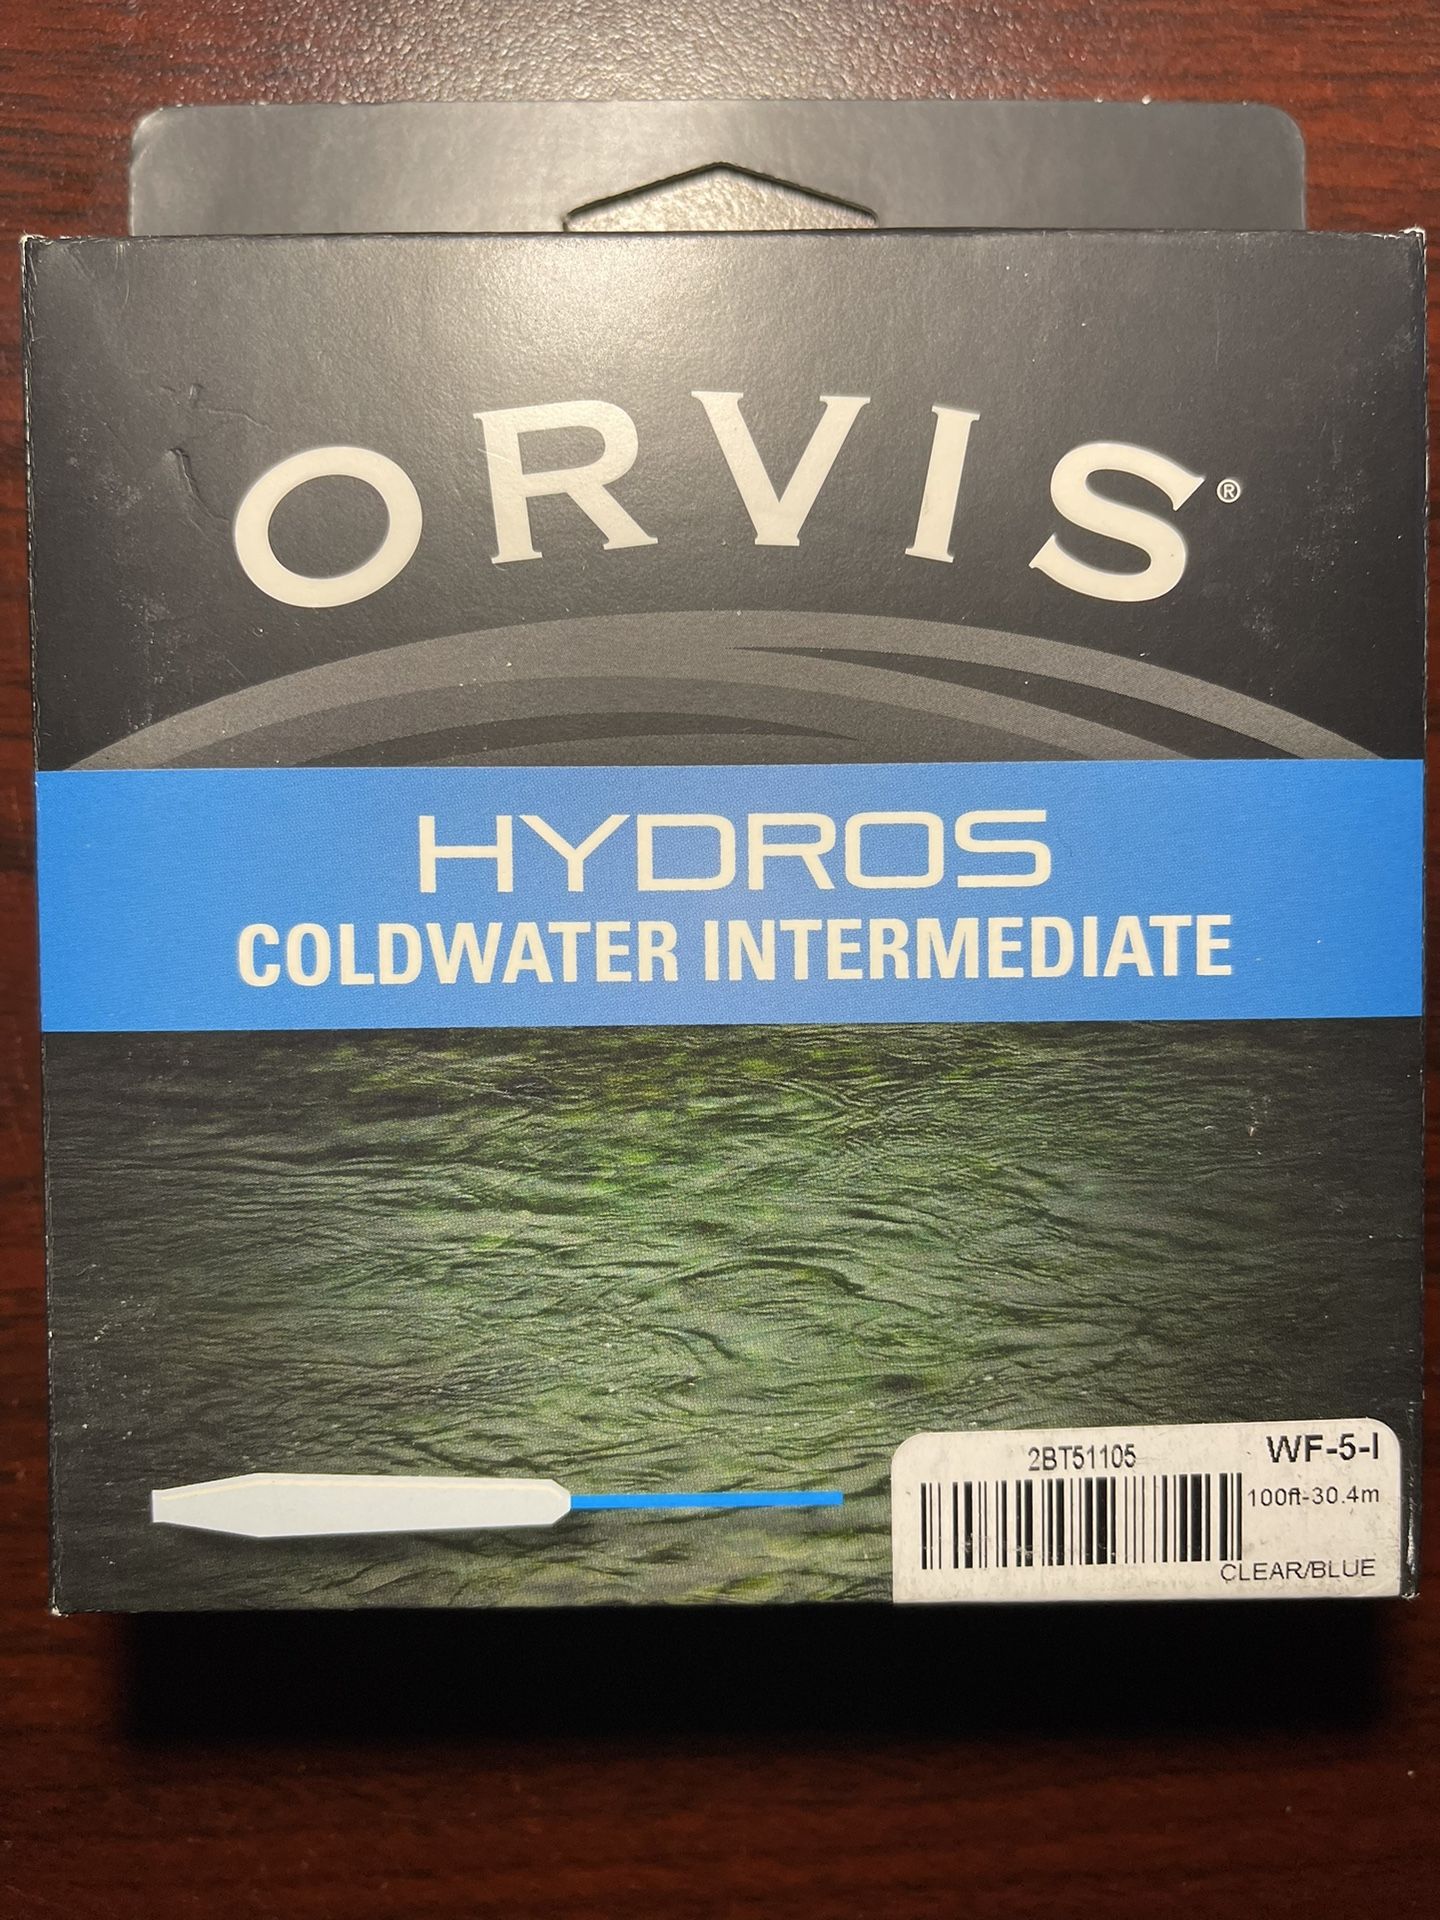 ORVIS®
HYDROS
COLDWATER INTERMEDIATE
2BT51105
WF-5-I
100ft-30.4m
CLEAR/BLUE